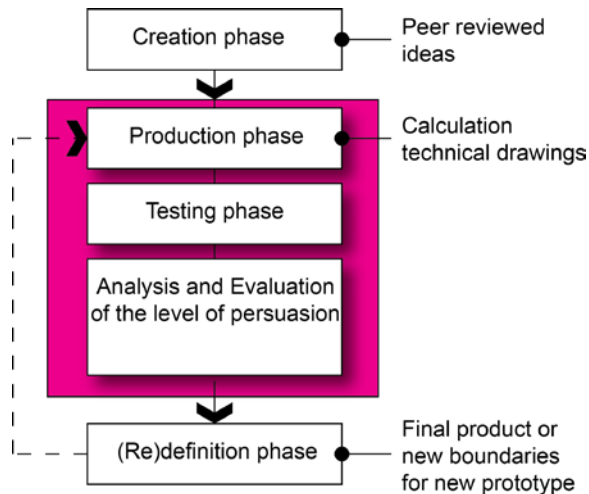 Creation phase
Peer reviewed
ideas
Production phase
Calculation
technical drawings
Testing phase
Analysis and Evaluation
of the level of persuasion
(Re)definition phase
Final product or
new boundaries
for new prototype